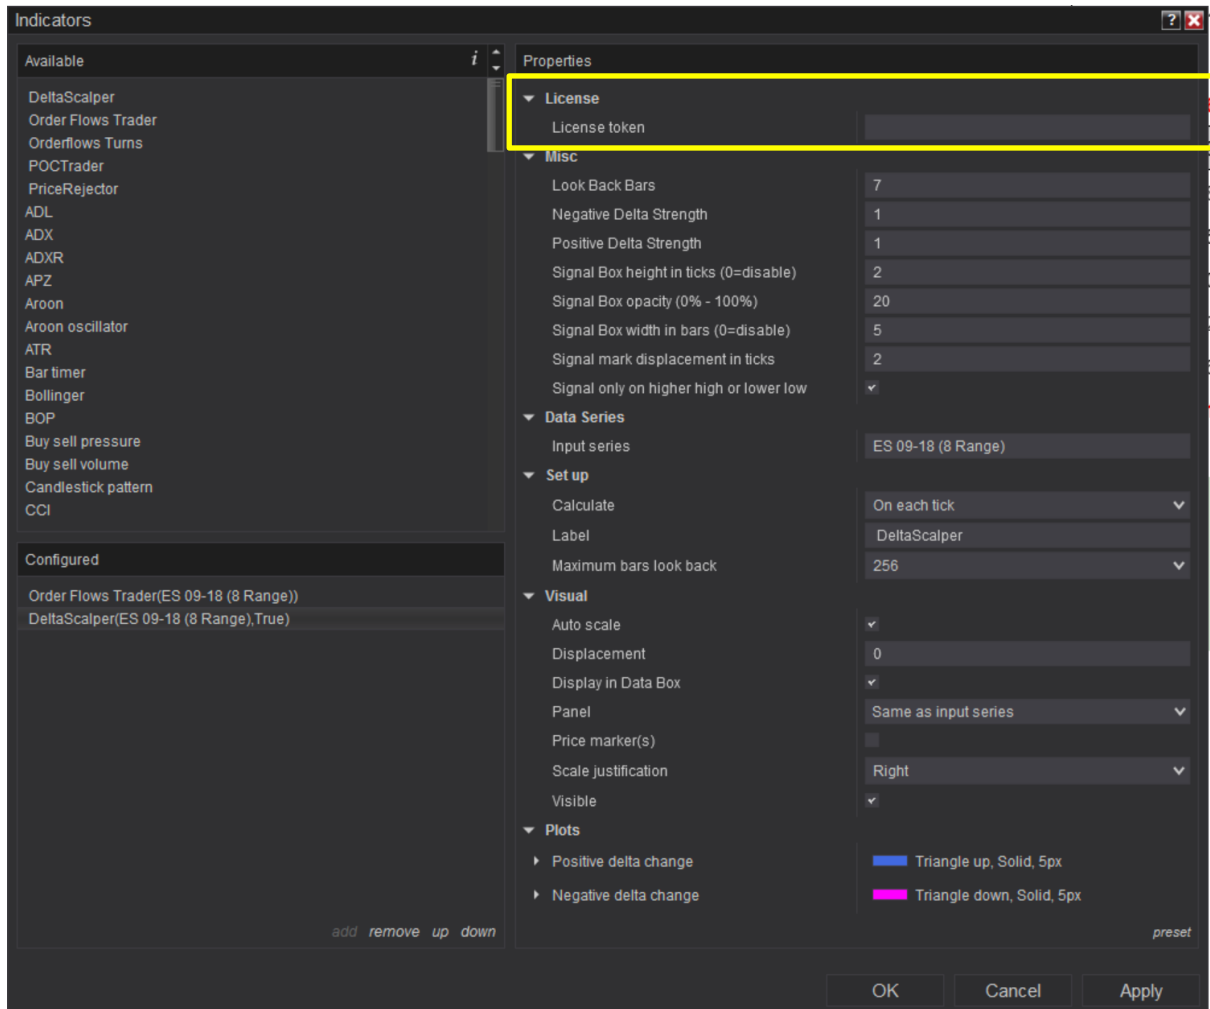 Indicators
?
Available
i
DeltaScalper
Order Flows Trader
Orderflows Turns
POCTrader
PriceRejector
ADL
ADX
ADXR
APZ
Aroon
Aroon oscillator
ATR
Bar timer
Bollinger
BOP
Buy sell pressure
Buy sell volume
Candlestick pattern
CCI
Configured
Order Flows Trader(ES 09-18 (8 Range))
DeltaScalper(ES 09-18 (8 Range),True)
add remove up down
Properties
License
License token
Misc
Look Back Bars 7
Negative Delta Strength 1
Positive Delta Strength 1
Signal Box height in ticks (0=disable) 2
Signal Box opacity (0% - 100%) 20
Signal Box width in bars (0=disable) 5
Signal mark displacement in ticks 2
Signal only on higher high or lower low
Data Series
Input series ES 09-18 (8 Range)
Set up
Calculate On each tick
Label DeltaScalper
Maximum bars look back 256
Visual
Auto scale
Displacement 0
Display in Data Box
Panel Same as input series
Price marker(s)
Scale justification Right
Visible
Plots
Positive delta change Triangle up, Solid, 5px
Negative delta change Triangle down, Solid, 5px
preset
OK Cancel Apply